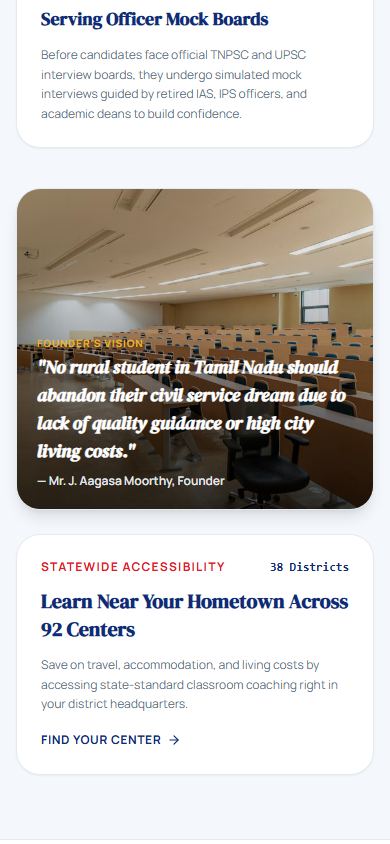 Serving Officer Mock Boards
Before candidates face official TNPSC and UPSC
interview boards, they undergo simulated mock
interviews guided by retired IAS, IPS officers, and
academic deans to build confidence.
FOUNDER'S VISION
"No rural student in Tamil Nadu should
abandon their civil service dream due to
lack of quality guidance or high city
living costs."
— Mr. J. Aagasa Moorthy, Founder
STATEWIDE ACCESSIBILITY 38 Districts
Learn Near Your Hometown Across
92 Centers
Save on travel, accommodation, and living costs by
accessing state-standard classroom coaching right in
your district headquarters.
FIND YOUR CENTER →